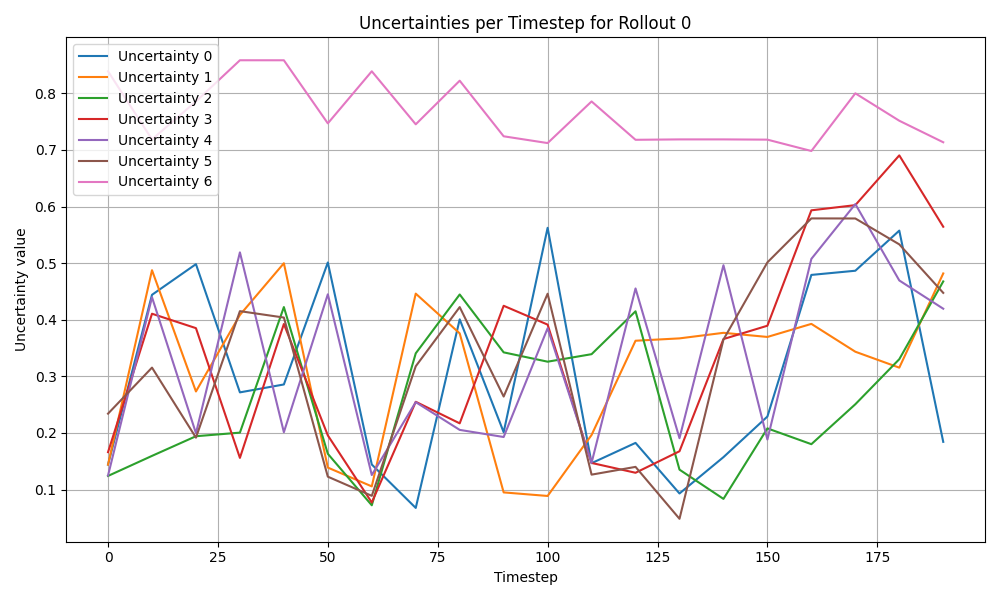 Uncertainties per Timestep for Rollout 0
Uncertainty 0
Uncertainty 1
Uncertainty 2
Uncertainty 3
Uncertainty 4
Uncertainty 5
Uncertainty 6
Uncertainty value
0.8
0.7
0.6
0.5
0.4
0.3
0.2
0.1
0 25 50 75 100 125 150 175
Timestep